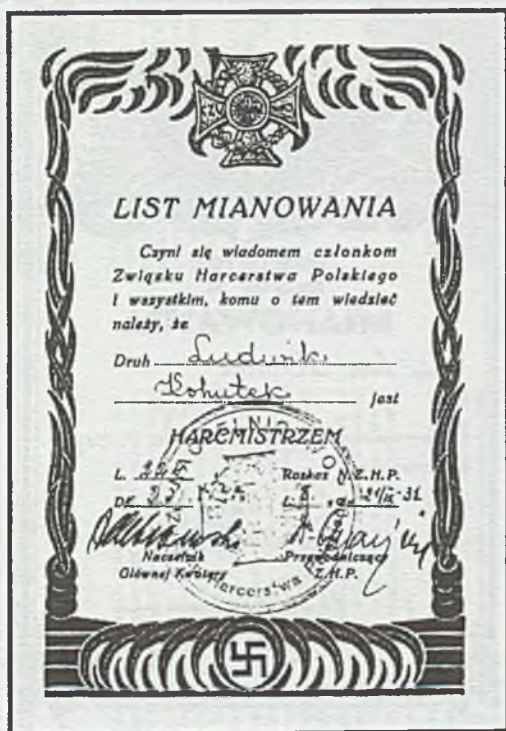 LIST MIANOWANIA
Czyni się wiadomem członkom
Związku Harcerstwa Polskiego
i wszystkim, komu o tem wiedzieć
należy, że
Druh Ludwik
Kohutek jest
HARCMISTRZEM
L. Rozkaz N.Z.H.P.
L. 8
Naczelnik Przewodniczący
Głównej Kwatery Z.H.P.
Harcerstwa